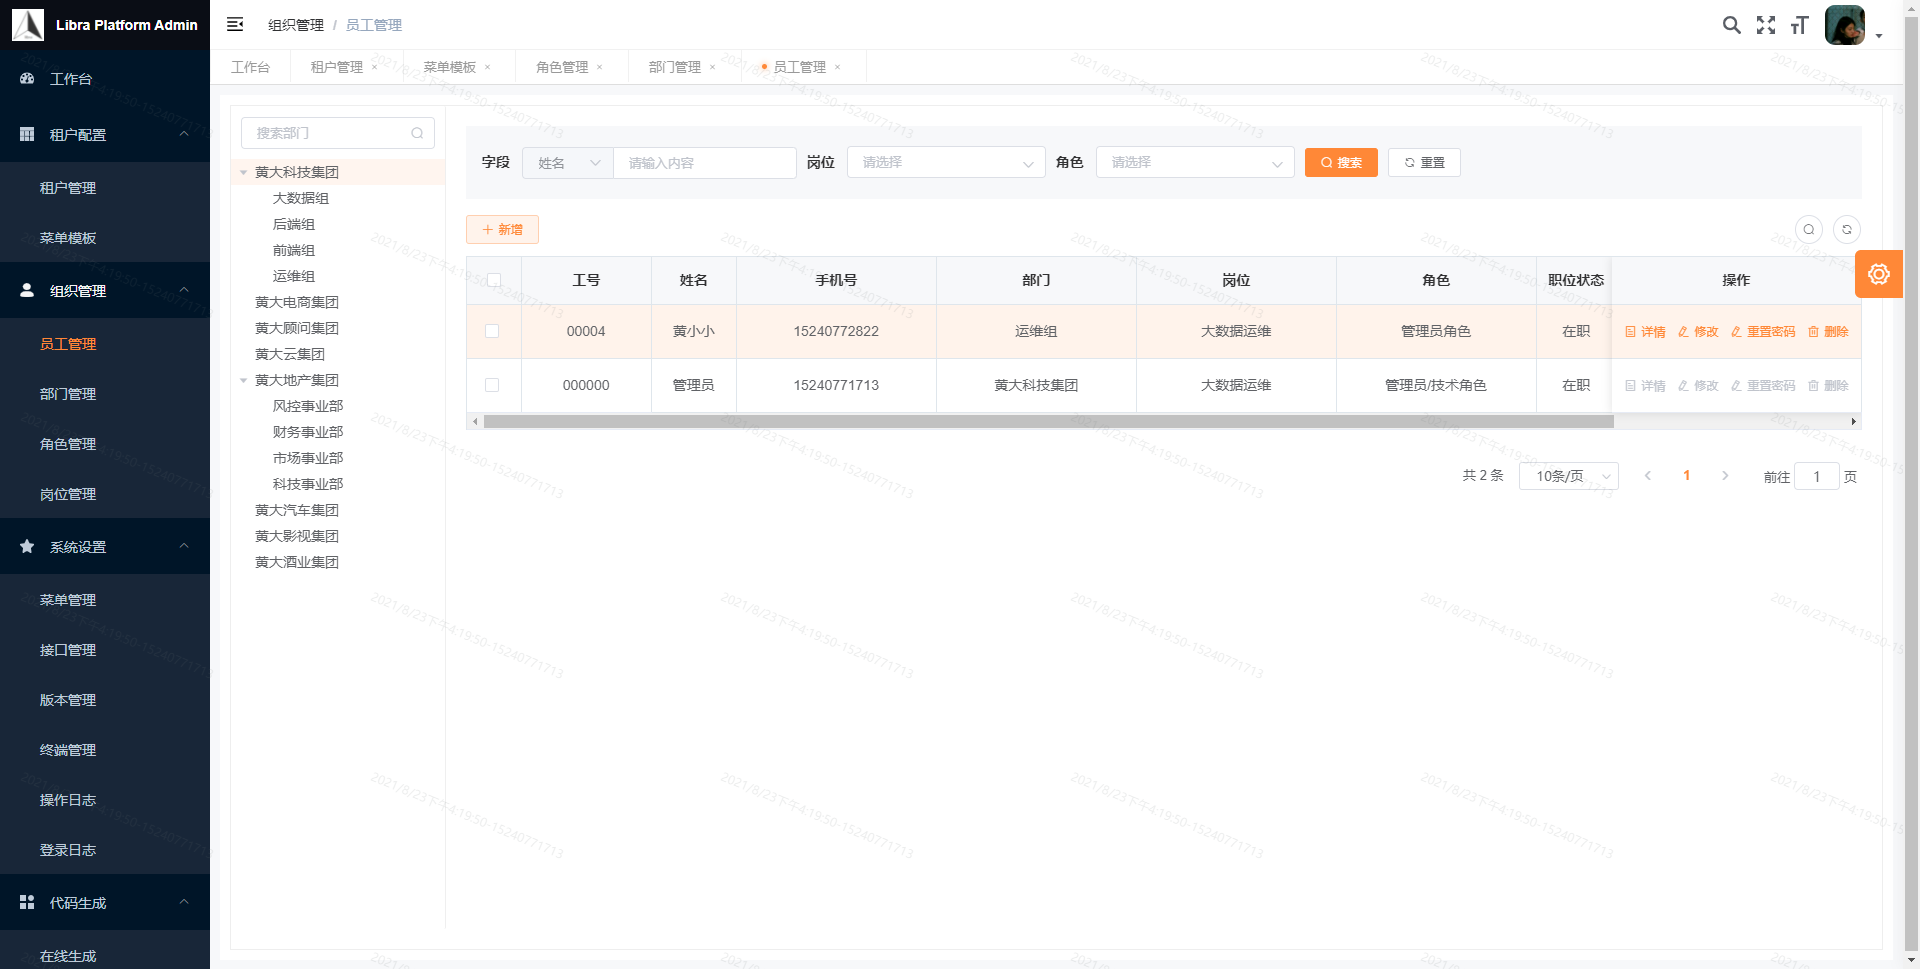 Libra Platform Admin
组织管理 / 员工管理
工作台
租户管理 ×
菜单模板 ×
角色管理 ×
部门管理 ×
员工管理 ×
工作台
租户配置
租户管理
菜单模板
组织管理
员工管理
部门管理
角色管理
岗位管理
系统设置
菜单管理
接口管理
版本管理
终端管理
操作日志
登录日志
代码生成
在线生成
搜索部门
黄大科技集团
大数据组
后端组
前端组
运维组
黄大电商集团
黄大顾问集团
黄大云集团
黄大地产集团
风控事业部
财务事业部
市场事业部
科技事业部
黄大汽车集团
黄大影视集团
黄大酒业集团
字段 姓名 请输入内容 岗位 请选择 角色 请选择 搜索 重置
+ 新增
工号 姓名 手机号 部门 岗位 角色 职位状态 操作
00004 黄小小 15240772822 运维组 大数据运维 管理员角色 在职 详情 修改 重置密码 删除
000000 管理员 15240771713 黄大科技集团 大数据运维 管理员/技术角色 在职 详情 修改 重置密码 删除
共 2 条 10条/页 1 前往 1 页
2021/8/23下午4:19:50-15240771713